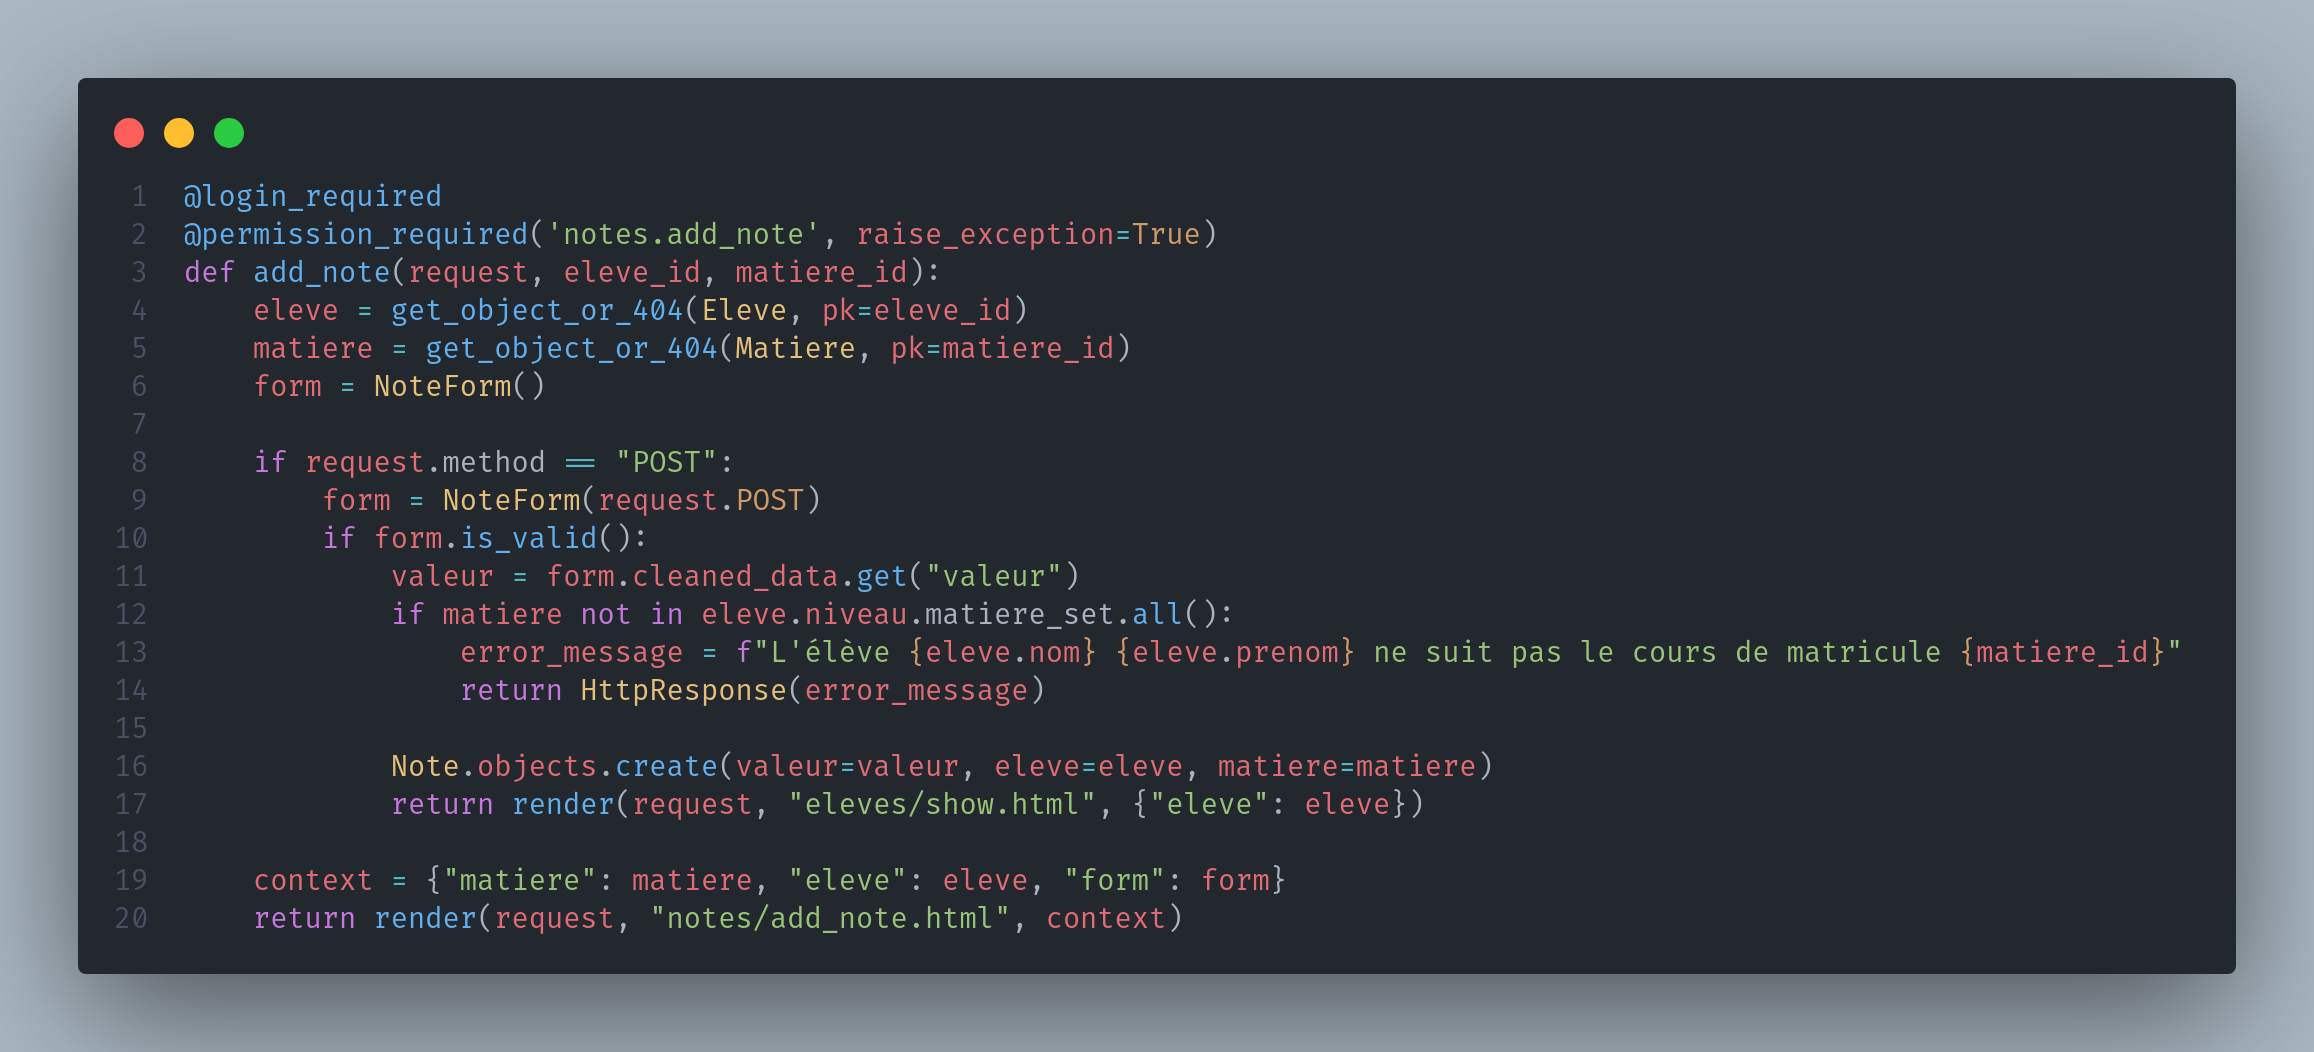 1 @login_required
2 @permission_required('notes.add_note', raise_exception=True)
3 def add_note(request, eleve_id, matiere_id):
4     eleve = get_object_or_404(Eleve, pk=eleve_id)
5     matiere = get_object_or_404(Matiere, pk=matiere_id)
6     form = NoteForm()
7
8     if request.method == "POST":
9         form = NoteForm(request.POST)
10         if form.is_valid():
11             valeur = form.cleaned_data.get("valeur")
12             if matiere not in eleve.niveau.matiere_set.all():
13                 error_message = f"L'élève {eleve.nom} {eleve.prenom} ne suit pas le cours de matricule {matiere_id}"
14                 return HttpResponse(error_message)
15
16             Note.objects.create(valeur=valeur, eleve=eleve, matiere=matiere)
17             return render(request, "eleves/show.html", {"eleve": eleve})
18
19     context = {"matiere": matiere, "eleve": eleve, "form": form}
20     return render(request, "notes/add_note.html", context)